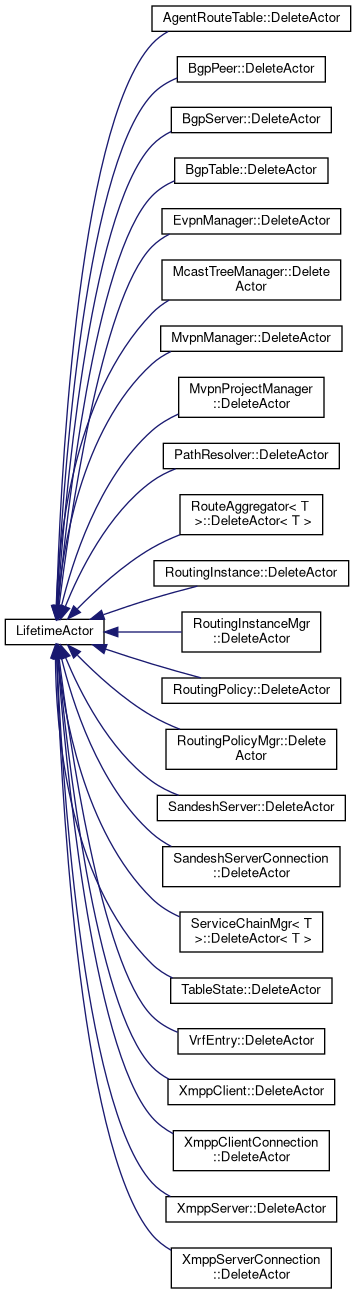 AgentRouteTable::DeleteActor
BgpPeer::DeleteActor
BgpServer::DeleteActor
BgpTable::DeleteActor
EvpnManager::DeleteActor
McastTreeManager::Delete
Actor
MvpnManager::DeleteActor
MvpnProjectManager
::DeleteActor
PathResolver::DeleteActor
RouteAggregator< T
>::DeleteActor< T >
RoutingInstance::DeleteActor
LifetimeActor
RoutingInstanceMgr
::DeleteActor
RoutingPolicy::DeleteActor
RoutingPolicyMgr::Delete
Actor
SandeshServer::DeleteActor
SandeshServerConnection
::DeleteActor
ServiceChainMgr< T
>::DeleteActor< T >
TableState::DeleteActor
VrfEntry::DeleteActor
XmppClient::DeleteActor
XmppClientConnection
::DeleteActor
XmppServer::DeleteActor
XmppServerConnection
::DeleteActor